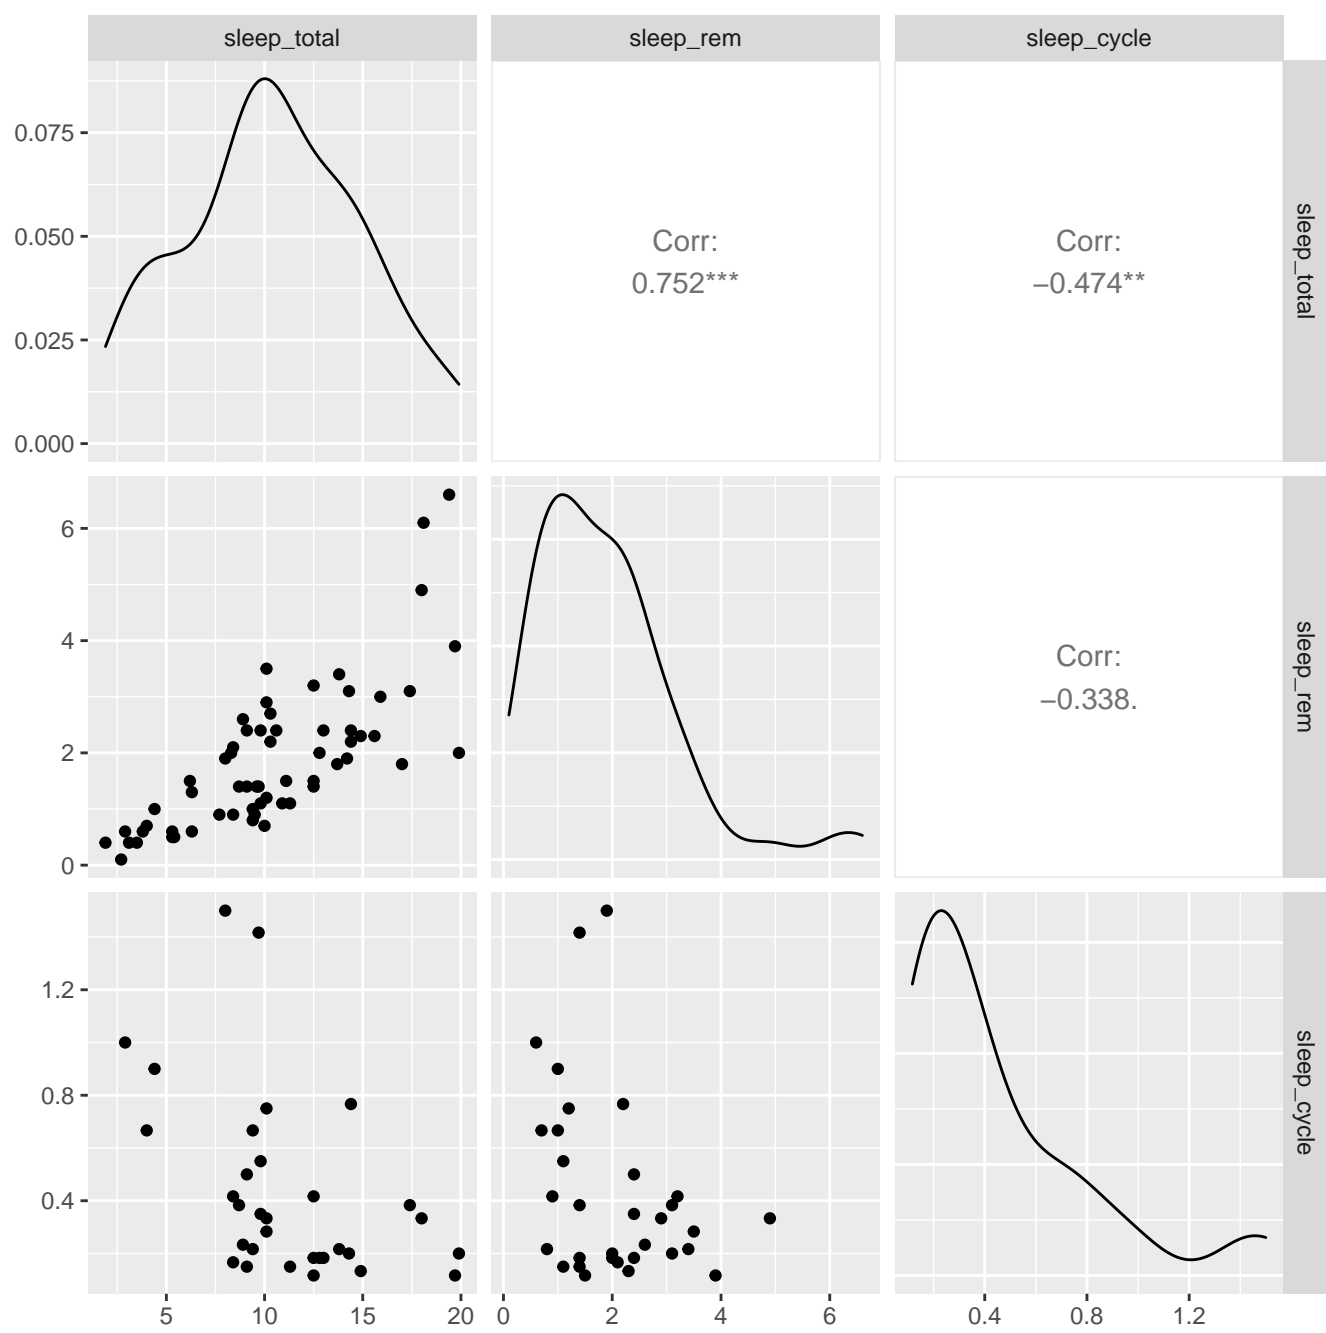 sleep_total sleep_rem sleep_cycle
0.075
0.050
0.025
0.000
Corr:
0.752***
Corr:
−0.474**
sleep_total
6
4
2
0
Corr:
−0.338.
sleep_rem
1.2
0.8
0.4
sleep_cycle
5 10 15 20 0 2 4 6 0.4 0.8 1.2